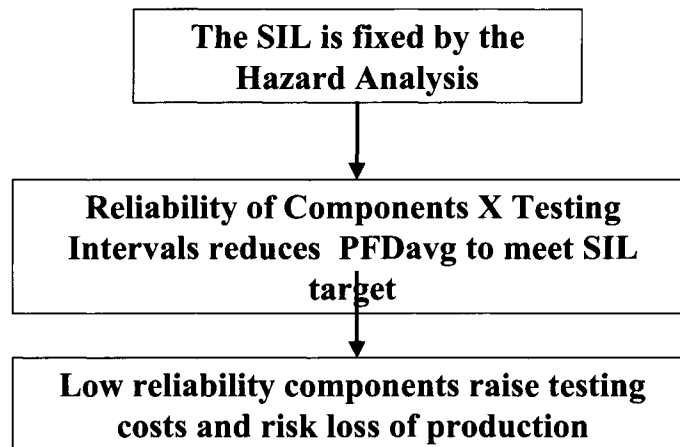 The SIL is fixed by the
Hazard Analysis
Reliability of Components X Testing
Intervals reduces PFDavg to meet SIL
target
Low reliability components raise testing
costs and risk loss of production